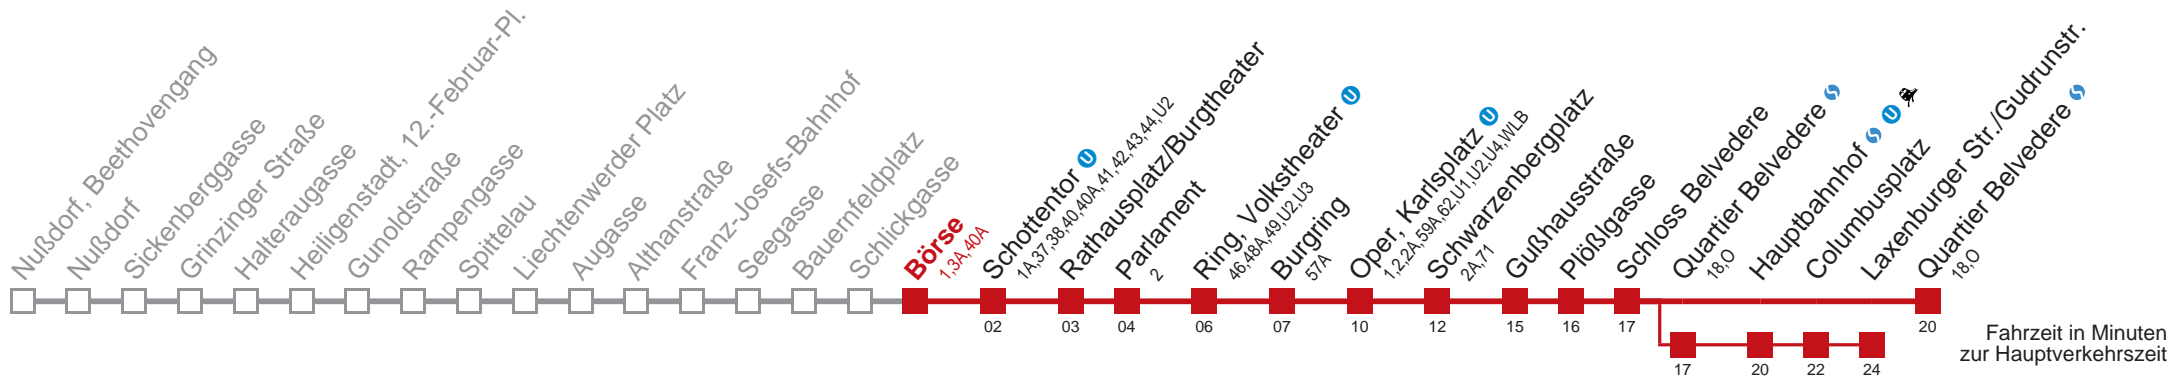 Nußdorf, Beethovengang
Nußdorf
Sickenberggasse
Grinzinger Straße
Halteraugasse
Heiligenstadt, 12.-Februar-Pl.
Gunoldstraße
Rampengasse
Spittelau
Liechtenwerder Platz
Augasse
Althanstraße
Franz-Josefs-Bahnhof
Seegasse
Bauernfeldplatz
Schlickgasse
Börse
1,3A,40A
Schottentor U
1A,37,38,40,40A,41,42,43,44,U2
Rathausplatz/Burgtheater
Parlament
2
Ring, Volkstheater U
46,48A,49,U2,U3
Burgring
57A
Oper, Karlsplatz U
1,2,2A,59A,62,U1,U2,U4,WLB
Schwarzenbergplatz
2A,71
Gußhausstraße
Plößlgasse
Schloss Belvedere
Quartier Belvedere S
18,O
Hauptbahnhof S U
Columbusplatz
Laxenburger Str./Gudrunstr.
Quartier Belvedere S
18,O
02 03 04 06 07 10 12 15 16 17 20
17 20 22 24
Fahrzeit in Minuten
zur Hauptverkehrszeit